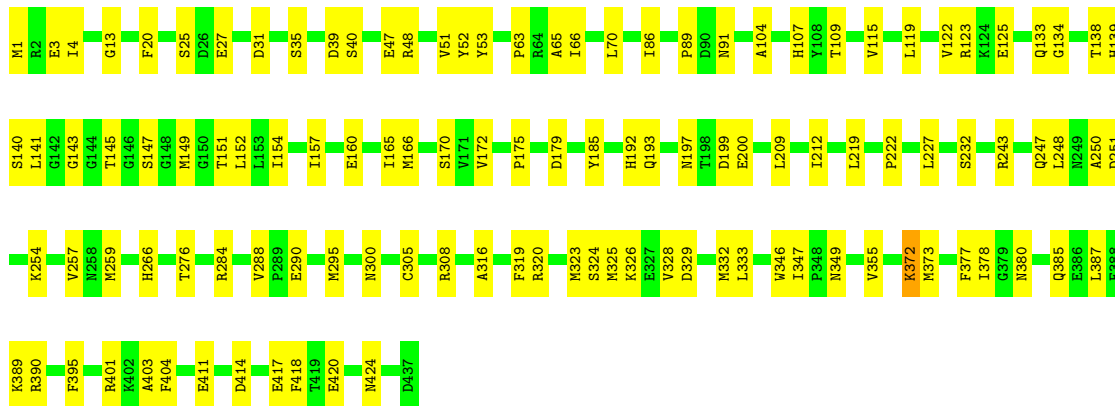 M1 R2 E3 I4 G13 F20 S25 D26 E27 D31 S35 D39 S40 E47 R48 V51 Y52 Y53 P63 R64 A65 I66 L70 I86 P89 D90 N91 A104 H107 Y108 T109 V115 L119 V122 R123 K124 E125 Q133 G134 T138 H139
S140 L141 G142 G143 G144 T145 G146 S147 G148 M149 G150 T151 L152 L153 I154 I157 E160 I165 M166 S170 V171 V172 P175 D179 Y185 H192 Q193 N197 T198 D199 E200 L209 I212 L219 P222 L227 S232 R243 Q247 L248 N249 A250 D251
K254 V257 N258 M259 H266 T276 R284 V288 P289 E290 M295 N300 C305 R308 A316 F319 R320 M323 S324 M325 K326 E327 V328 D329 M332 L333 W346 I347 P348 N349 V355 K372 M373 F377 I378 G379 N380 Q385 E386 L387 F388
K389 R390 F395 R401 K402 A403 F404 E411 D414 E417 F418 T419 E420 N424 D437